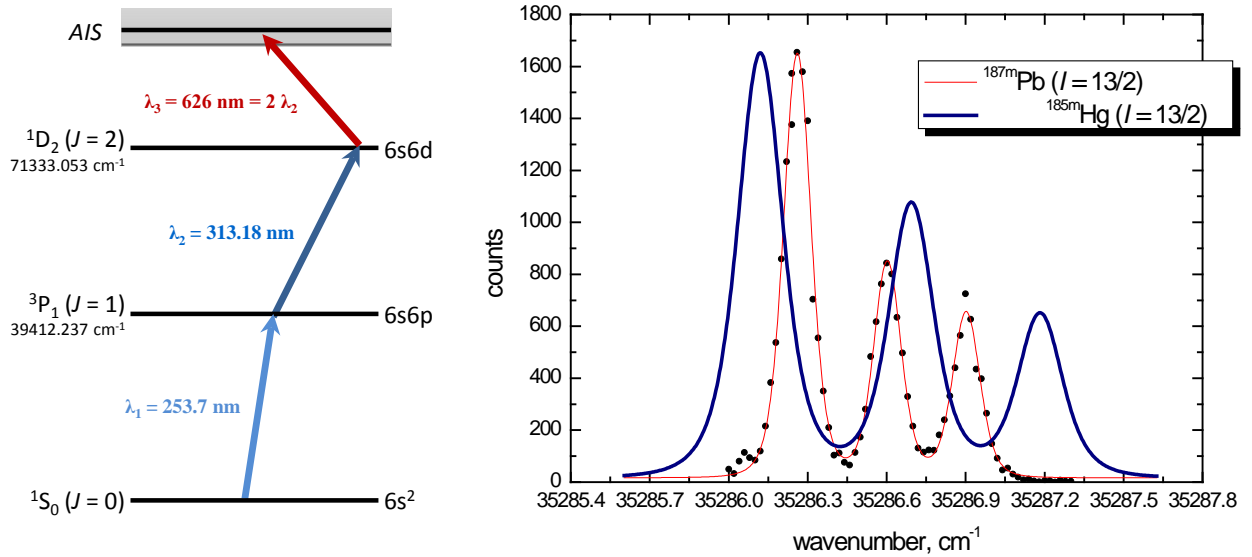 AIS
λ₃ = 626 nm = 2 λ₂
¹D₂ (J = 2)
71333.053 cm⁻¹
6s6d
λ₂ = 313.18 nm
³P₁ (J = 1)
39412.237 cm⁻¹
6s6p
λ₁ = 253.7 nm
¹S₀ (J = 0)
6s²
1800
1600
1400
1200
1000
800
600
400
200
0
counts
¹⁸⁷ᵐPb (I = 13/2)
¹⁸⁵ᵐHg (I = 13/2)
35285.4 35285.7 35286.0 35286.3 35286.6 35286.9 35287.2 35287.5 35287.8
wavenumber, cm⁻¹